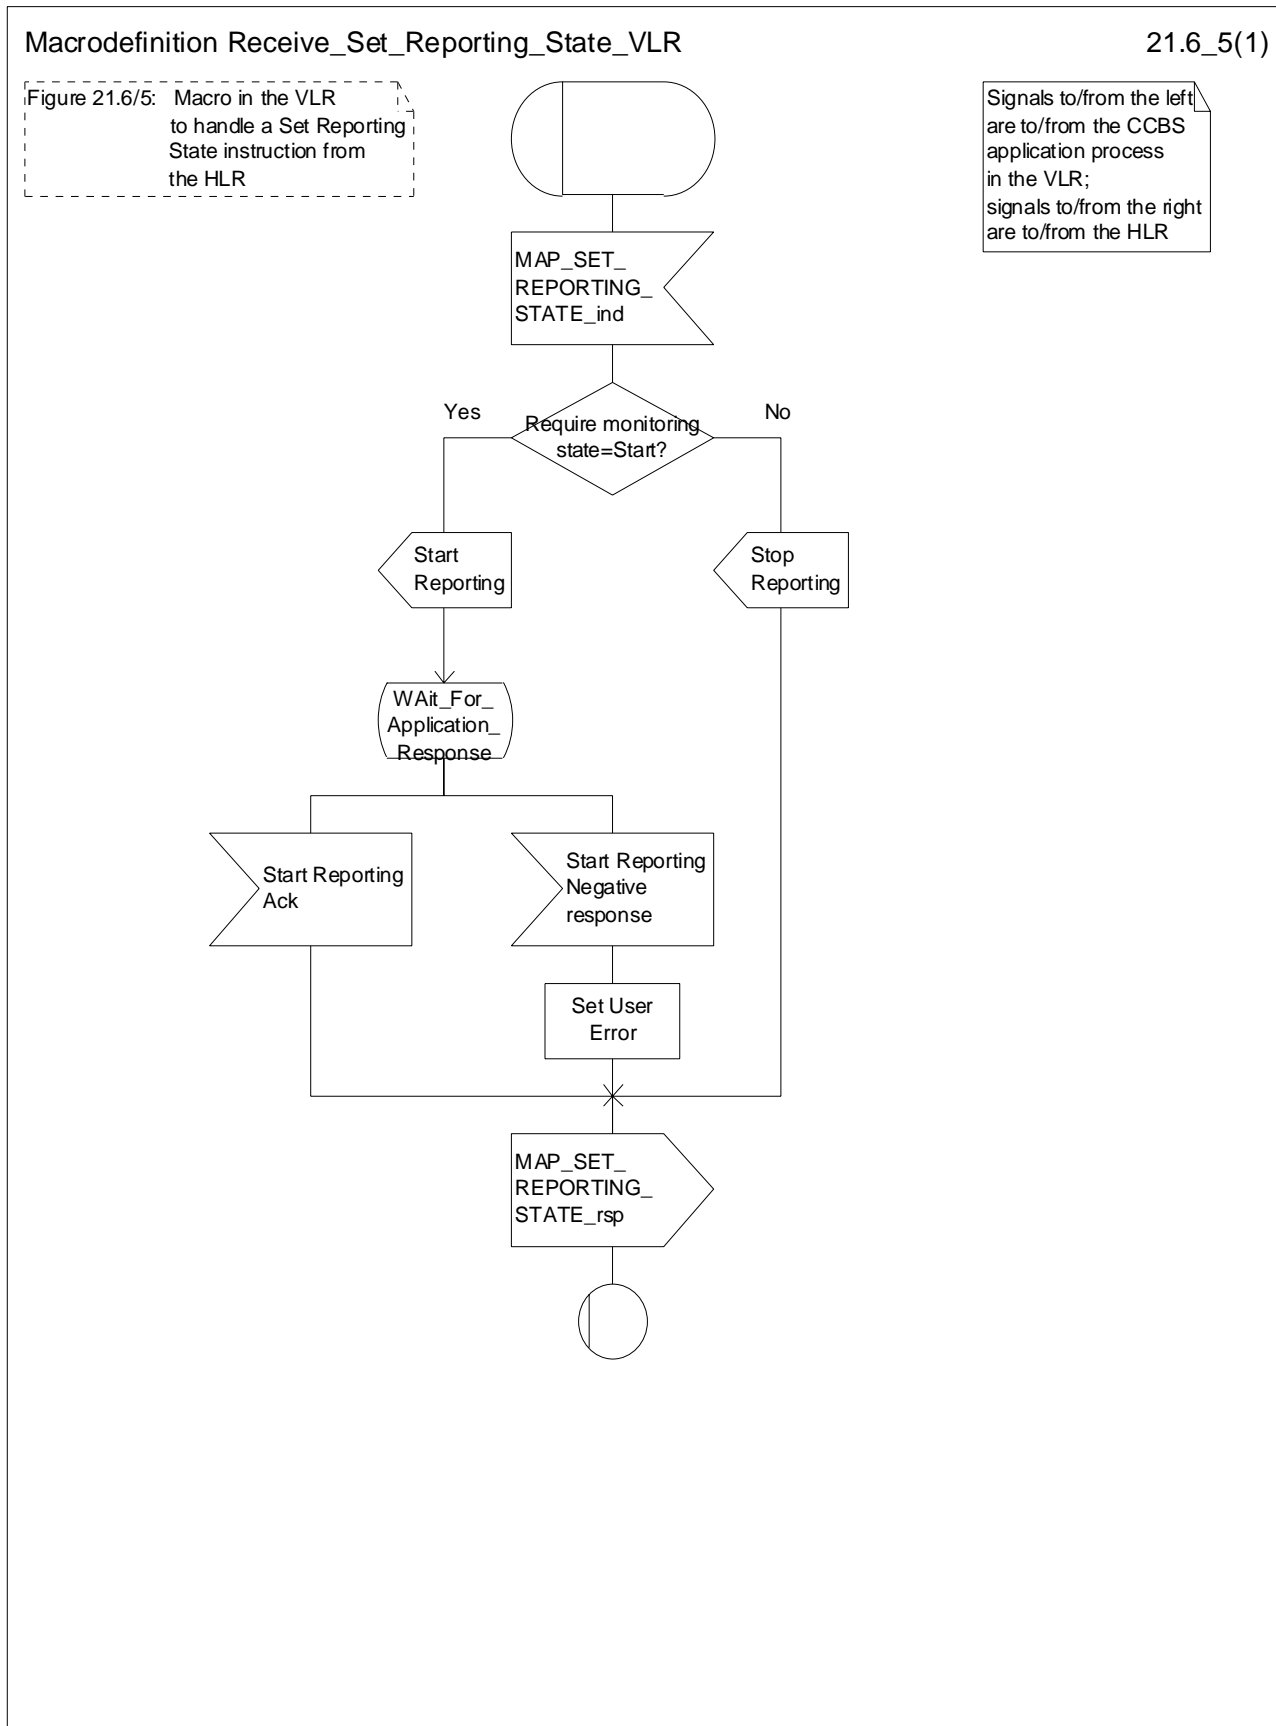 Macrodefinition Receive_Set_Reporting_State_VLR
21.6_5(1)
Figure 21.6/5: Macro in the VLR
to handle a Set Reporting
State instruction from
the HLR
Signals to/from the left
are to/from the CCBS
application process
in the VLR;
signals to/from the right
are to/from the HLR
MAP_SET_
REPORTING_
STATE_ind
Yes
No
Require monitoring
state=Start?
Start
Reporting
Stop
Reporting
WAit_For_
Application_
Response
Start Reporting
Ack
Start Reporting
Negative
response
Set User
Error
MAP_SET_
REPORTING_
STATE_rsp